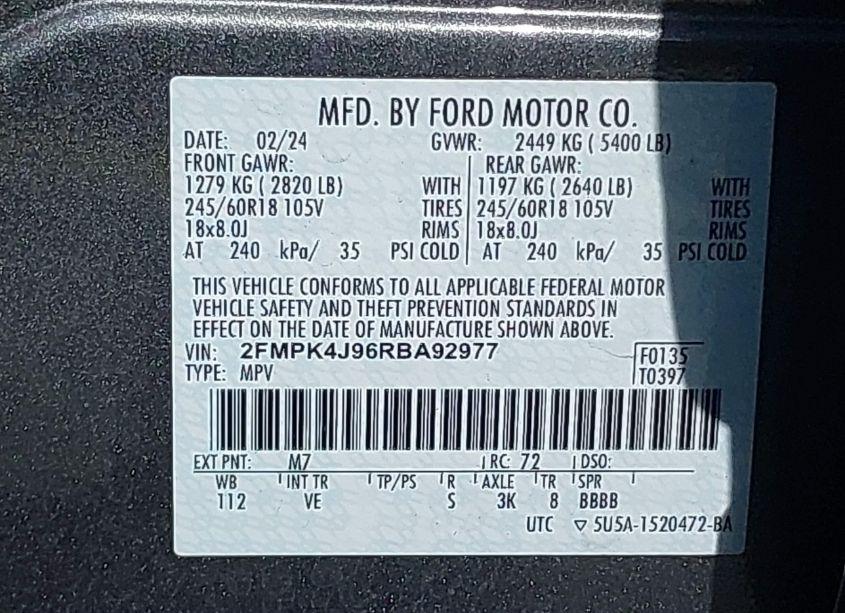 MFD. BY FORD MOTOR CO.
DATE: 02/24 GVWR: 2449 KG ( 5400 LB)
FRONT GAWR: REAR GAWR:
1279 KG ( 2820 LB) WITH 1197 KG ( 2640 LB) WITH
245/60R18 105V TIRES 245/60R18 105V TIRES
18x8.0J RIMS 18x8.0J RIMS
AT 240 kPa/ 35 PSI COLD AT 240 kPa/ 35 PSI COLD
THIS VEHICLE CONFORMS TO ALL APPLICABLE FEDERAL MOTOR
VEHICLE SAFETY AND THEFT PREVENTION STANDARDS IN
EFFECT ON THE DATE OF MANUFACTURE SHOWN ABOVE.
VIN: 2FMPK4J96RBA92977 F0135
TYPE: MPV T0397
EXT PNT: M7 RC: 72 DSO:
WB INT TR TP/PS R AXLE TR SPR
112 VE S 3K 8 BBBB
UTC ▽ 5U5A-1520472-BA